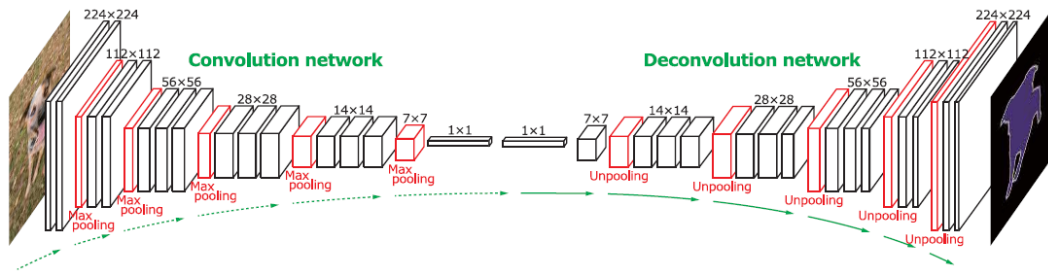 224×224
112×112
56×56
28×28
14×14
7×7
1×1
Convolution network
Max
pooling
Max
pooling
Max
pooling
Max
pooling
Max
pooling
Deconvolution network
1×1
7×7
14×14
28×28
56×56
112×112
224×224
Unpooling
Unpooling
Unpooling
Unpooling
Unpooling